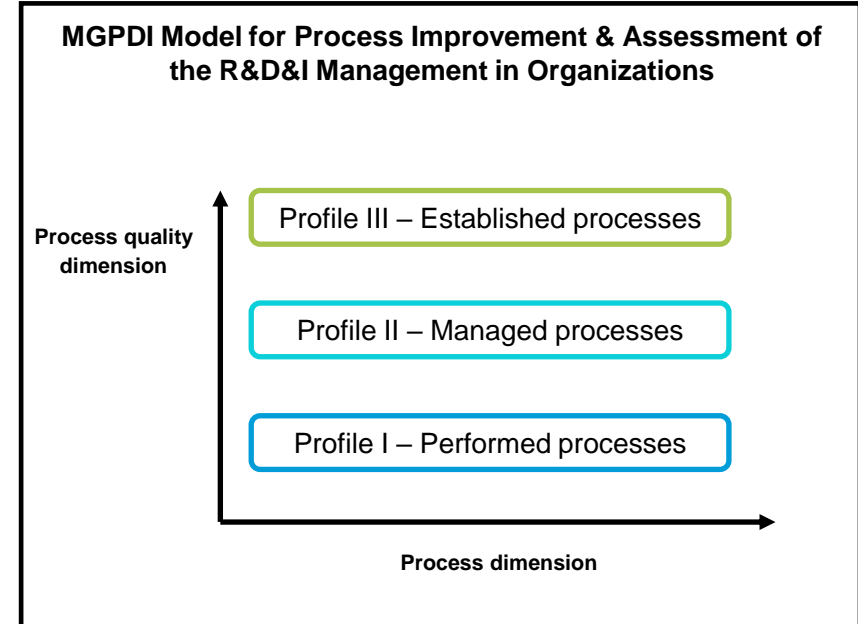 MGPDI Model for Process Improvement & Assessment of
the R&D&I Management in Organizations
Process quality
dimension
Profile III – Established processes
Profile II – Managed processes
Profile I – Performed processes
Process dimension